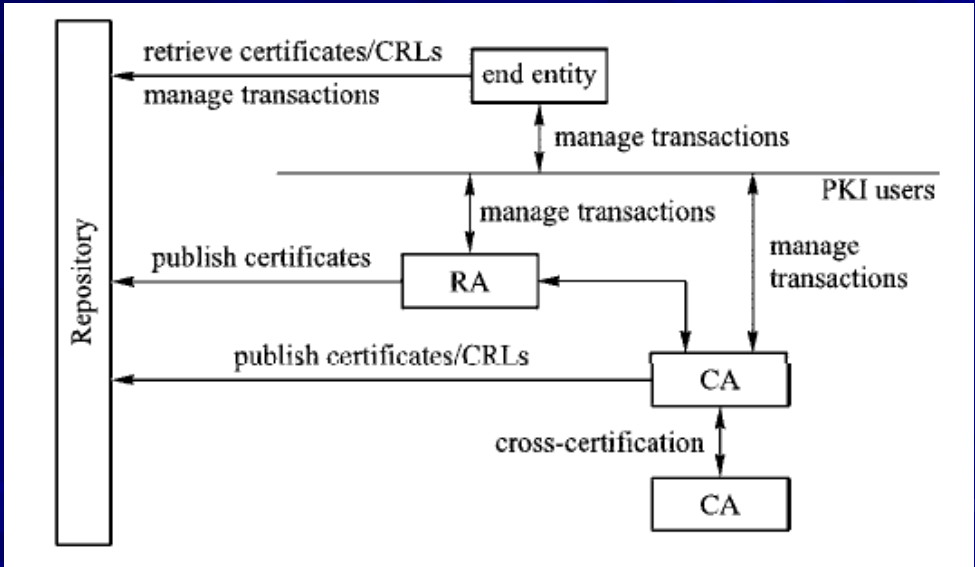 retrieve certificates/CRLs
end entity
manage transactions
manage transactions
PKI users
manage transactions
manage
transactions
publish certificates
RA
Repository
publish certificates/CRLs
CA
cross-certification
CA